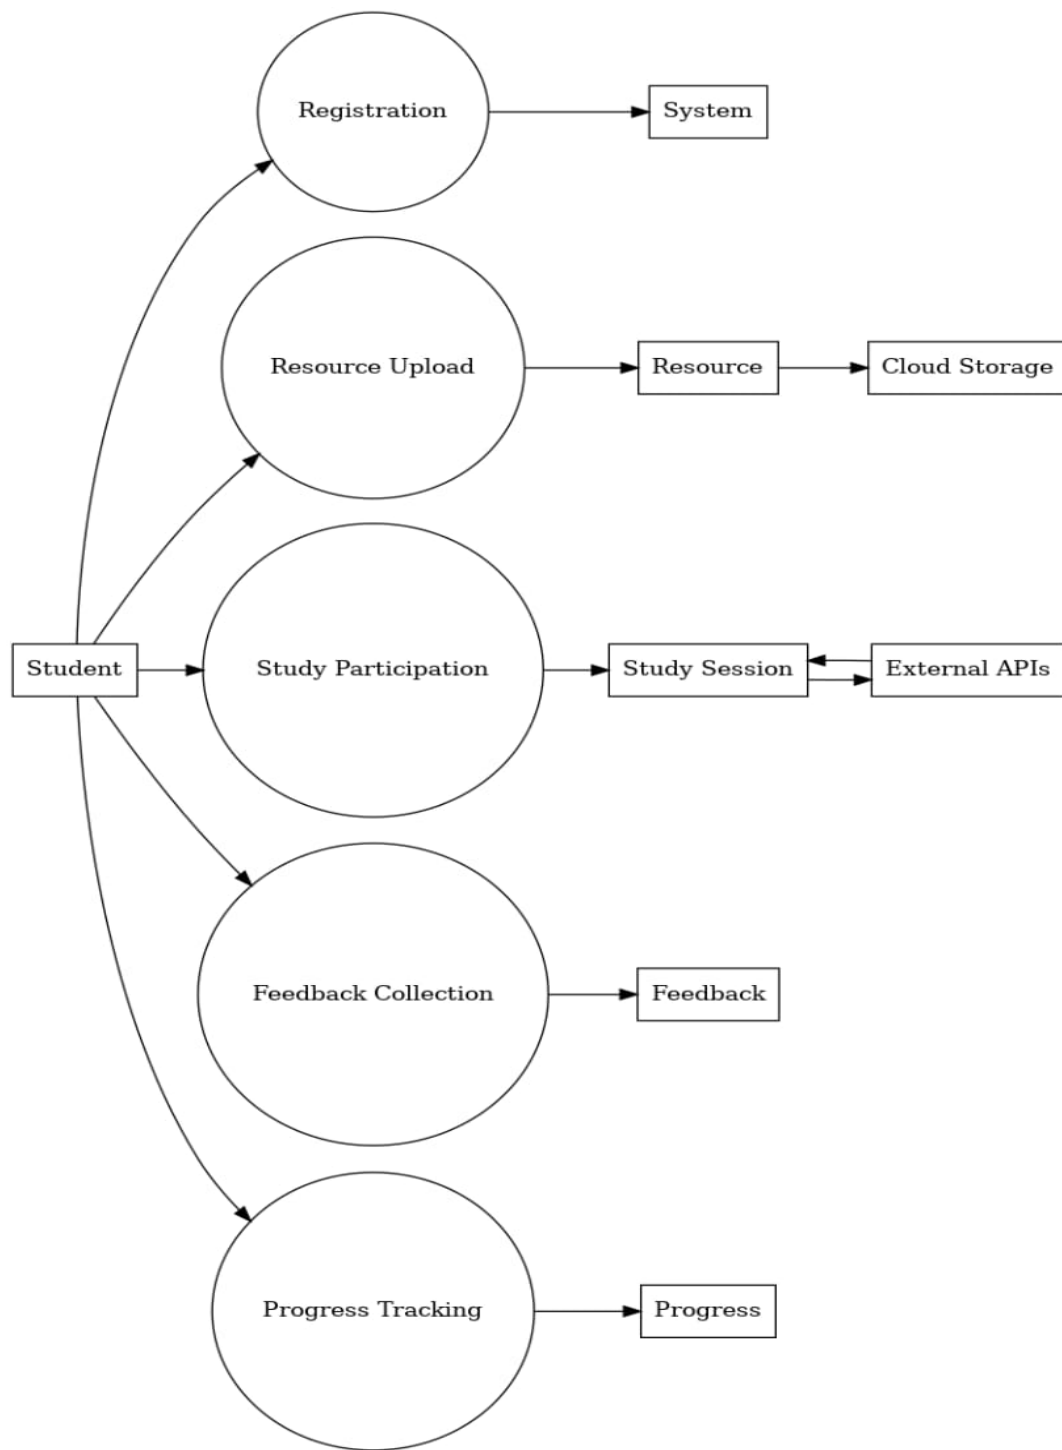 Registration
System
Resource Upload
Resource
Cloud Storage
Student
Study Participation
Study Session
External APIs
Feedback Collection
Feedback
Progress Tracking
Progress